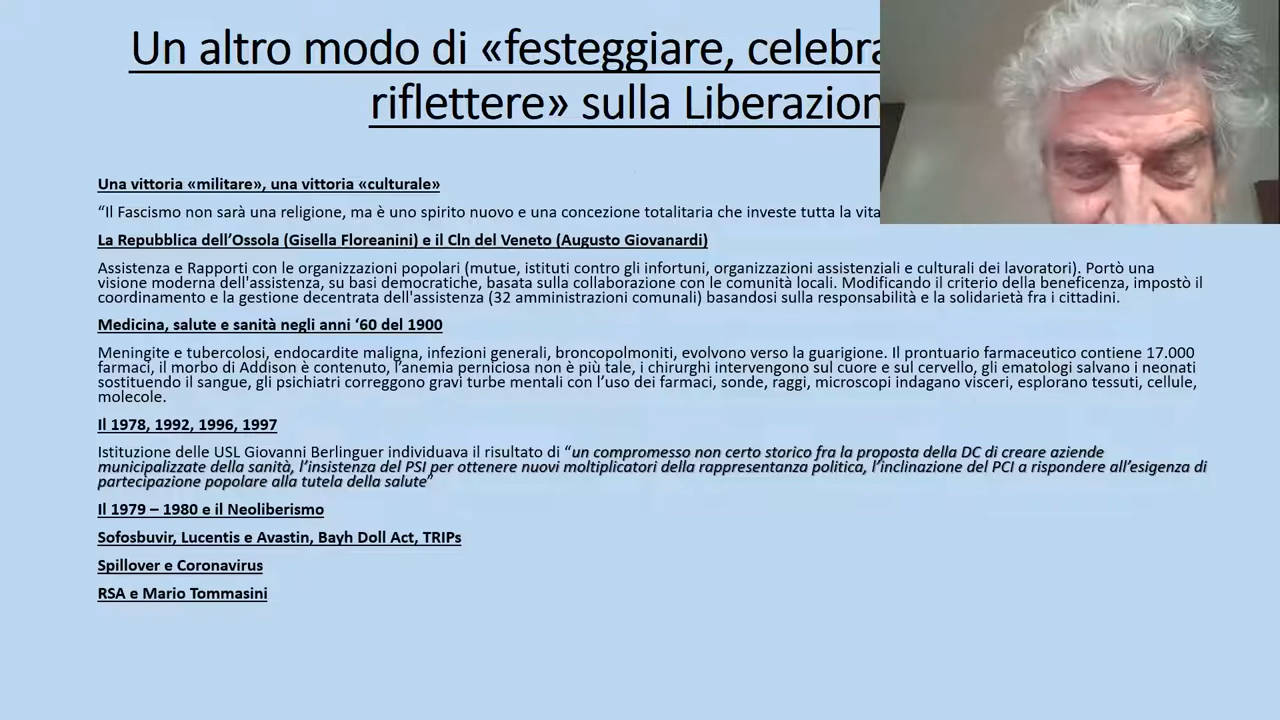 Un altro modo di «festeggiare, celebra
riflettere» sulla Liberazion
Una vittoria «militare», una vittoria «culturale»
“Il Fascismo non sarà una religione, ma è uno spirito nuovo e una concezione totalitaria che investe tutta la vita
La Repubblica dell’Ossola (Gisella Floreanini) e il Cln del Veneto (Augusto Giovanardi)
Assistenza e Rapporti con le organizzazioni popolari (mutue, istituti contro gli infortuni, organizzazioni assistenziali e culturali dei lavoratori). Portò una
visione moderna dell'assistenza, su basi democratiche, basata sulla collaborazione con le comunità locali. Modificando il criterio della beneficenza, impostò il
coordinamento e la gestione decentrata dell'assistenza (32 amministrazioni comunali) basandosi sulla responsabilità e la solidarietà fra i cittadini.
Medicina, salute e sanità negli anni ‘60 del 1900
Meningite e tubercolosi, endocardite maligna, infezioni generali, broncopolmoniti, evolvono verso la guarigione. Il prontuario farmaceutico contiene 17.000
farmaci, il morbo di Addison è contenuto, l’anemia perniciosa non è più tale, i chirurghi intervengono sul cuore e sul cervello, gli ematologi salvano i neonati
sostituendo il sangue, gli psichiatri correggono gravi turbe mentali con l’uso dei farmaci, sonde, raggi, microscopi indagano visceri, esplorano tessuti, cellule,
molecole.
Il 1978, 1992, 1996, 1997
Istituzione delle USL Giovanni Berlinguer individuava il risultato di “un compromesso non certo storico fra la proposta della DC di creare aziende
municipalizzate della sanità, l’insistenza del PSI per ottenere nuovi moltiplicatori della rappresentanza politica, l’inclinazione del PCI a rispondere all’esigenza di
partecipazione popolare alla tutela della salute”
Il 1979 – 1980 e il Neoliberismo
Sofosbuvir, Lucentis e Avastin, Bayh Doll Act, TRIPs
Spillover e Coronavirus
RSA e Mario Tommasini